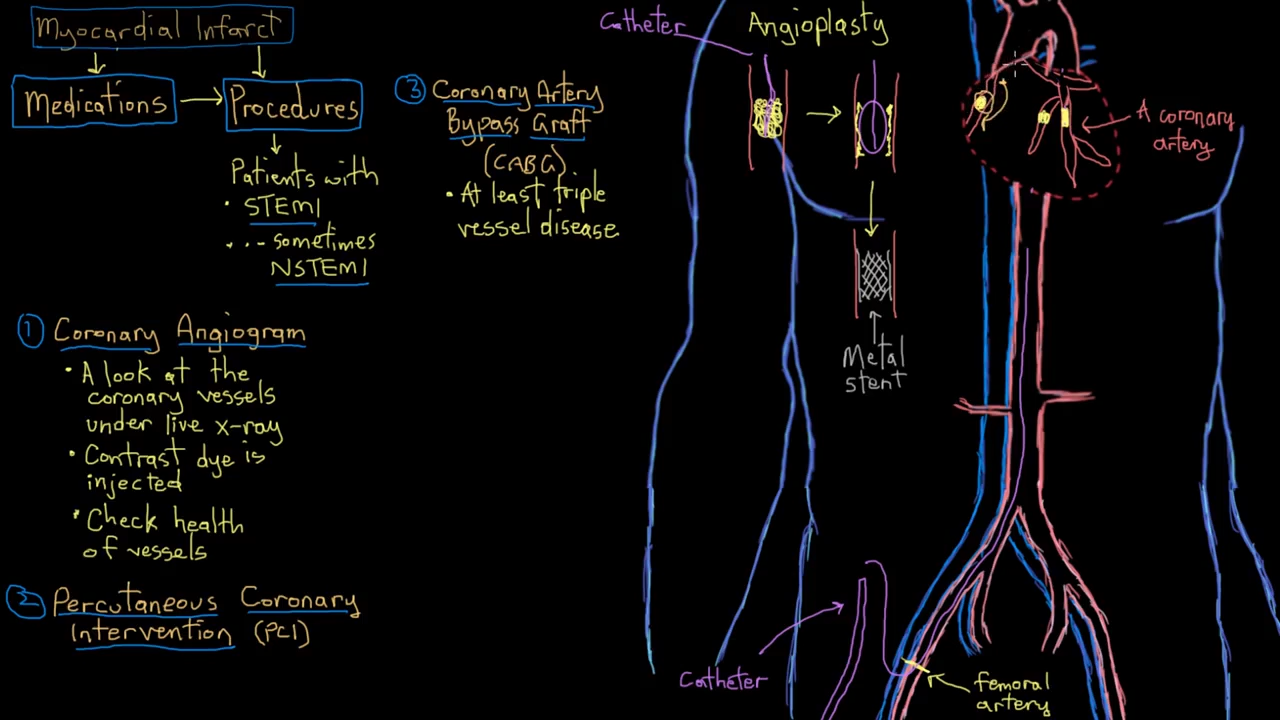 Myocardial Infarct
Medications
Procedures
Patients with
· STEMI
... sometimes
NSTEMI
① Coronary Angiogram
• A look at the
coronary vessels
under live x-ray
• Contrast dye is
injected
• Check health
of vessels
② Percutaneous Coronary
Intervention (PCI)
③ Coronary Artery
Bypass Graft
(CABG)
• At least triple
vessel disease
Catheter
Angioplasty
Metal
stent
A coronary
artery
Catheter
femoral
artery